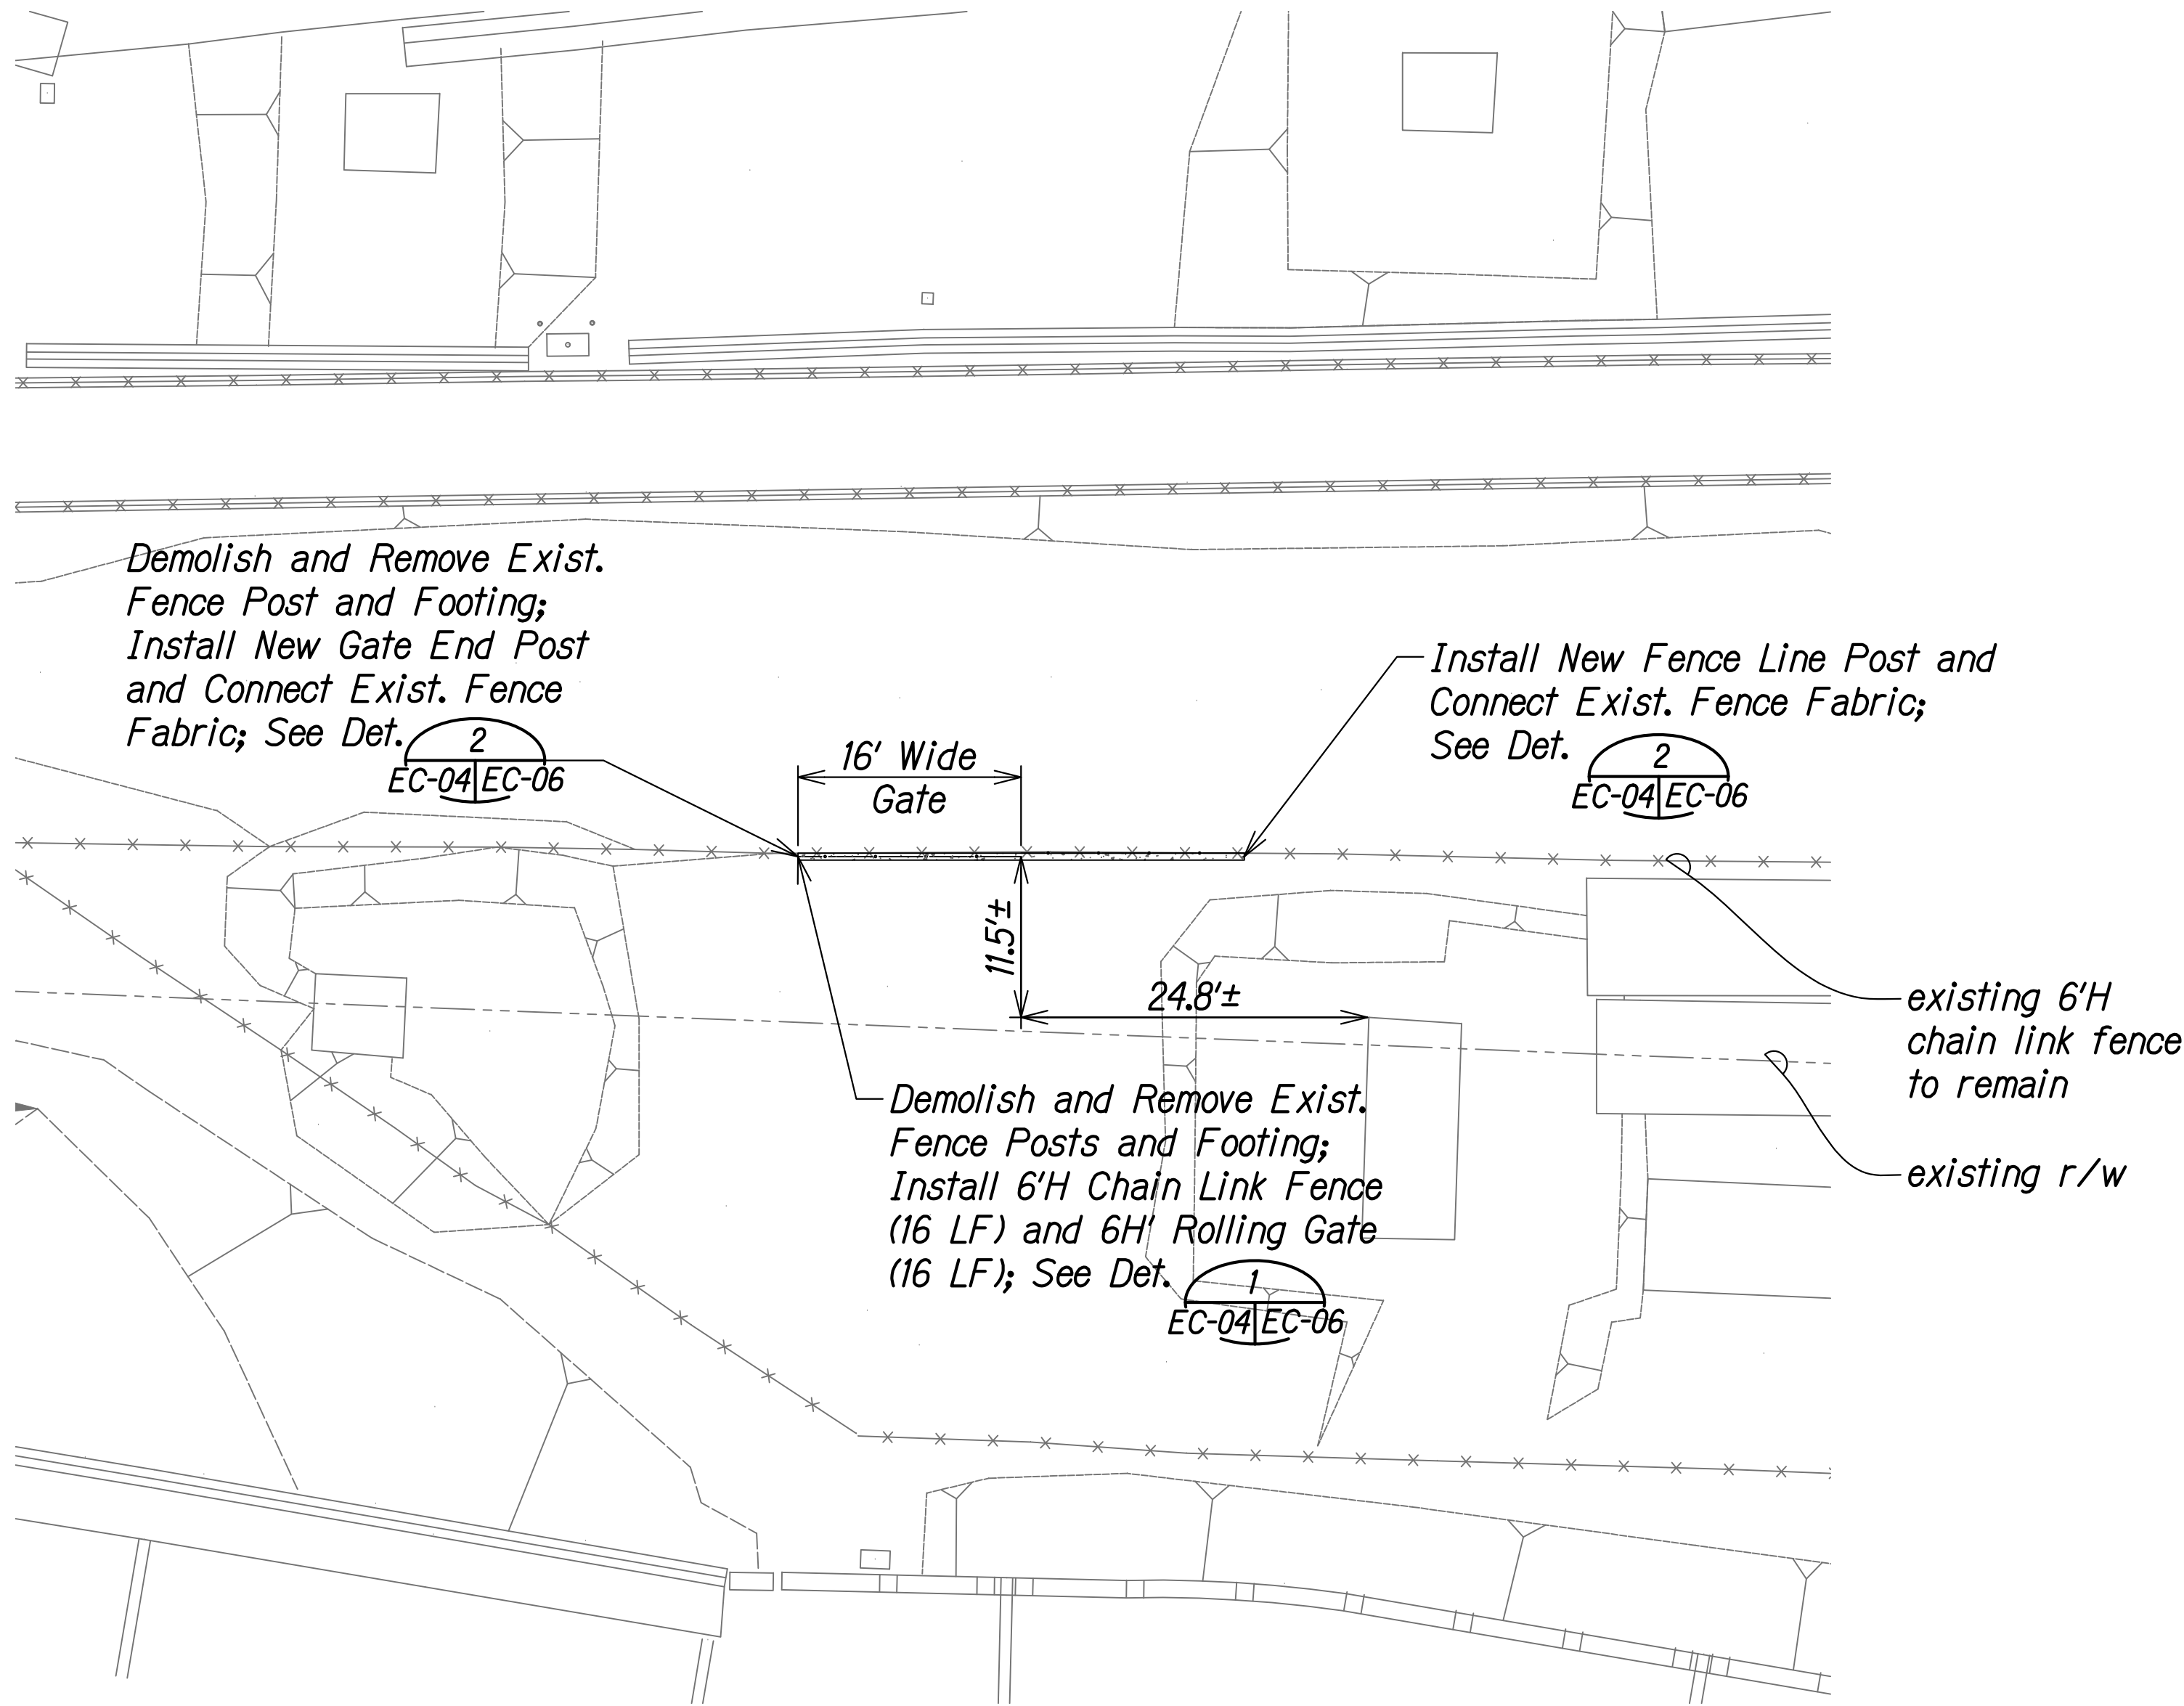 Demolish and Remove Exist.
Fence Post and Footing;
Install New Gate End Post
and Connect Exist. Fence
Fabric; See Det.
2
EC-04 EC-06
16' Wide
Gate
Install New Fence Line Post and
Connect Exist. Fence Fabric;
See Det.
2
EC-04 EC-06
11.5'±
24.8'±
existing 6'H
chain link fence
to remain
existing r/w
Demolish and Remove Exist.
Fence Posts and Footing;
Install 6'H Chain Link Fence
(16 LF) and 6H' Rolling Gate
(16 LF); See Det.
1
EC-04 EC-06